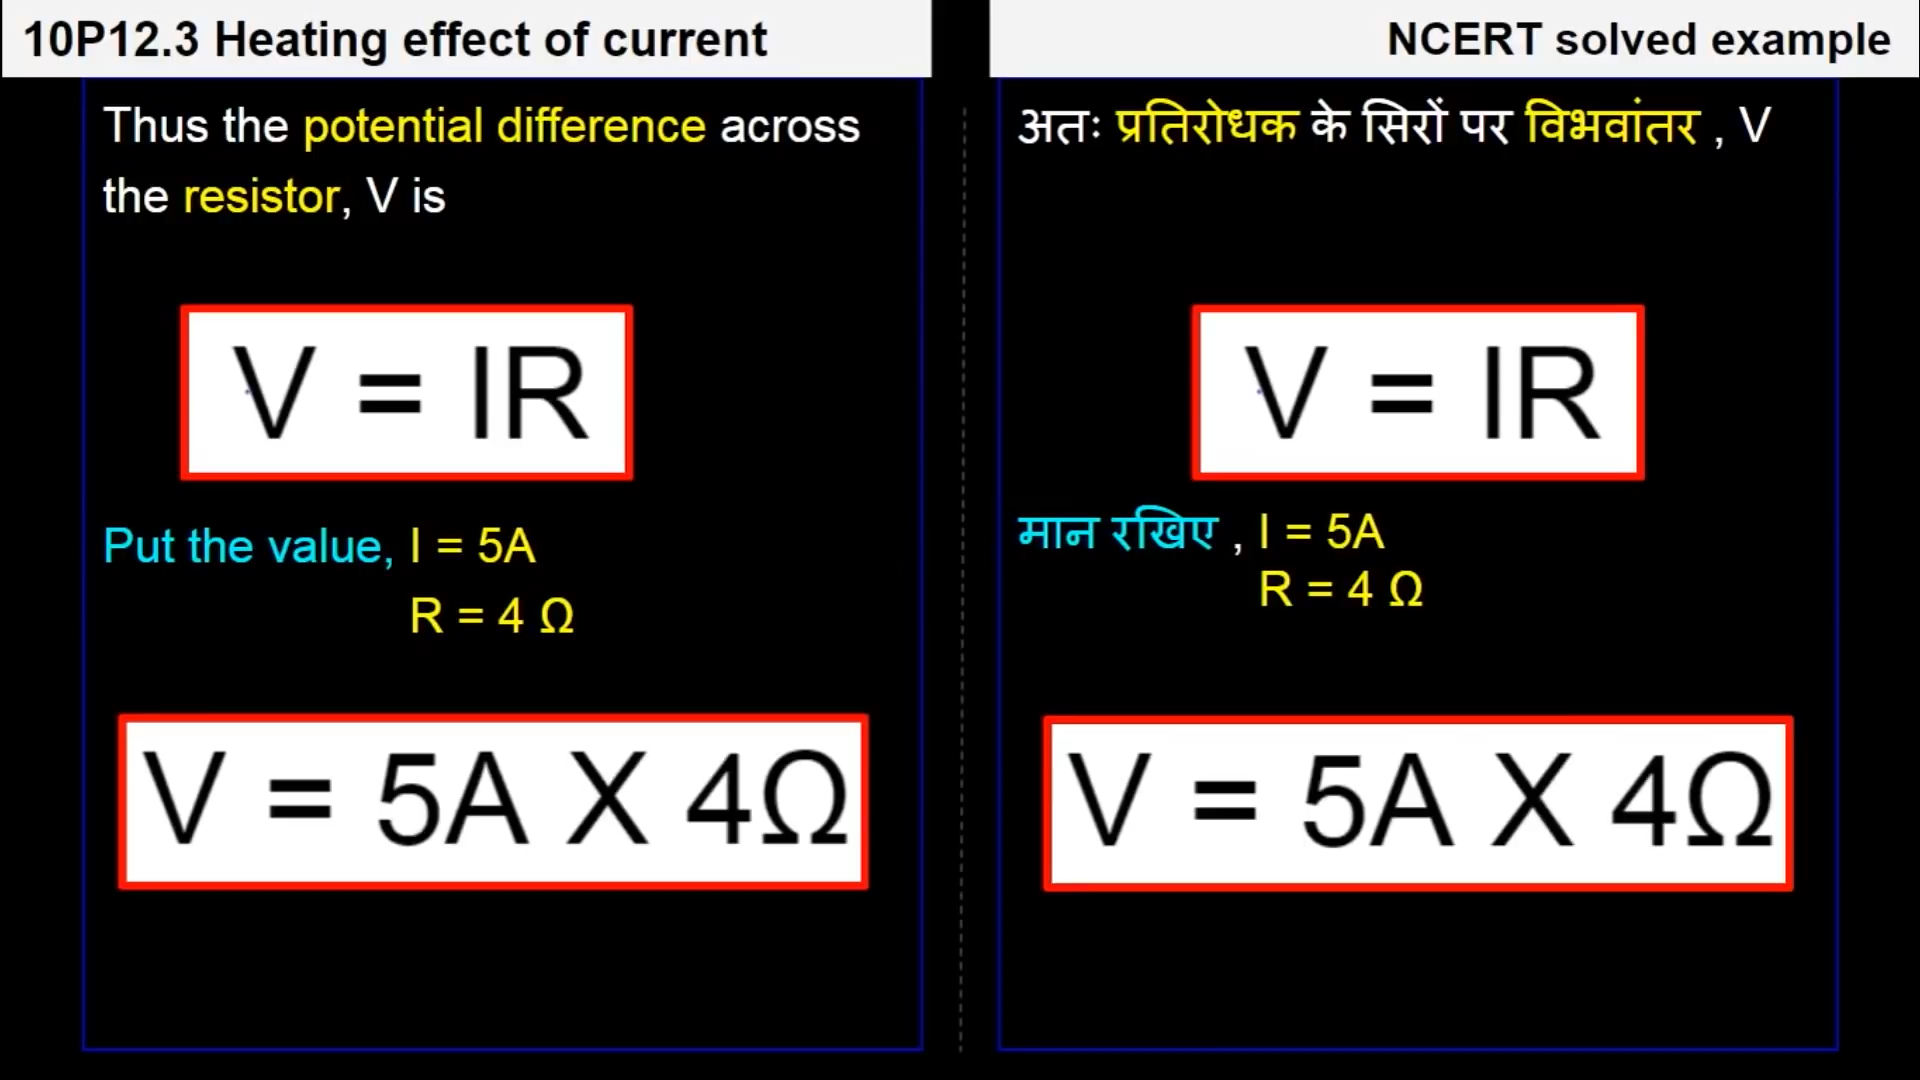 10P12.3 Heating effect of current
NCERT solved example
Thus the potential difference across
the resistor, V is
V = IR
Put the value, I = 5A
R = 4 Ω
V = 5A X 4Ω
अतः प्रतिरोधक के सिरों पर विभवांतर , V
V = IR
मान रखिए , I = 5A
R = 4 Ω
V = 5A X 4Ω